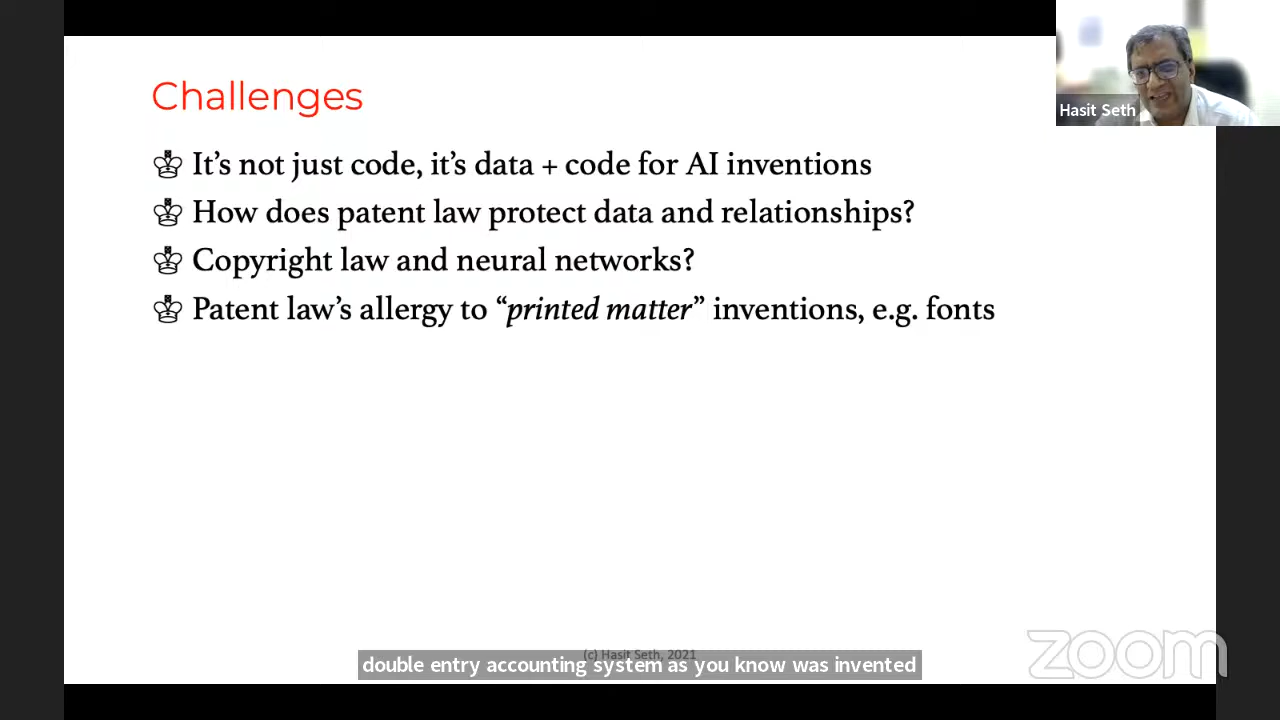 Challenges
It's not just code, it's data + code for AI inventions
How does patent law protect data and relationships?
Copyright law and neural networks?
Patent law's allergy to “printed matter” inventions, e.g. fonts
Hasit Seth
(c) Hasit Seth, 2021
double entry accounting system as you know was invented
zoom